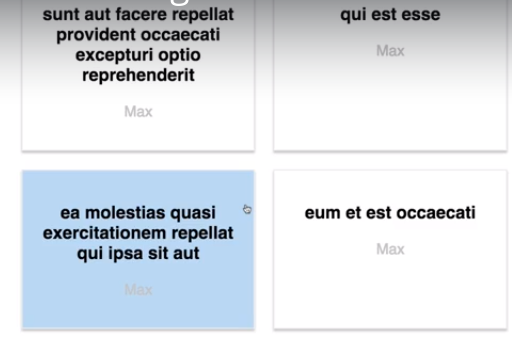 sunt aut facere repellat
provident occaecati
excepturi optio
reprehenderit
Max
qui est esse
Max
ea molestias quasi
exercitationem repellat
qui ipsa sit aut
Max
eum et est occaecati
Max